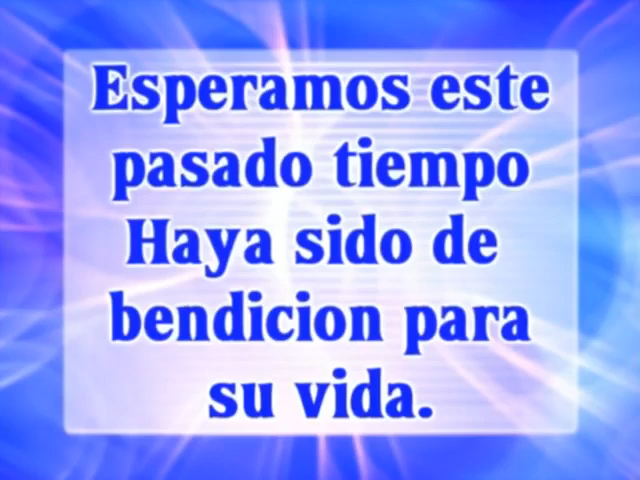 Esperamos este
pasado tiempo
Haya sido de
bendicion para
su vida.